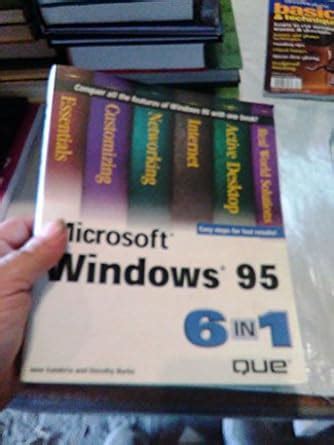 Conquer all the features of Windows 95 with one book!
Essentials
Customizing
Networking
Internet
Active Desktop
Real World Solutions
Easy steps for fast results!
Microsoft
Windows 95
6 IN 1
QUE
basic